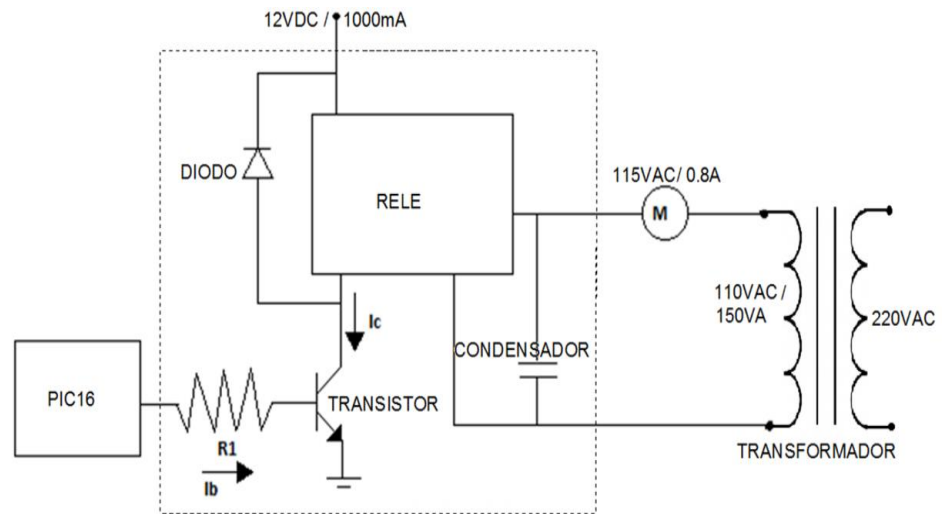 12VDC / 1000mA
DIODO
RELE
115VAC/ 0.8A
M
110VAC /
150VA
220VAC
Ic
CONDENSADOR
PIC16
TRANSISTOR
R1
Ib
TRANSFORMADOR